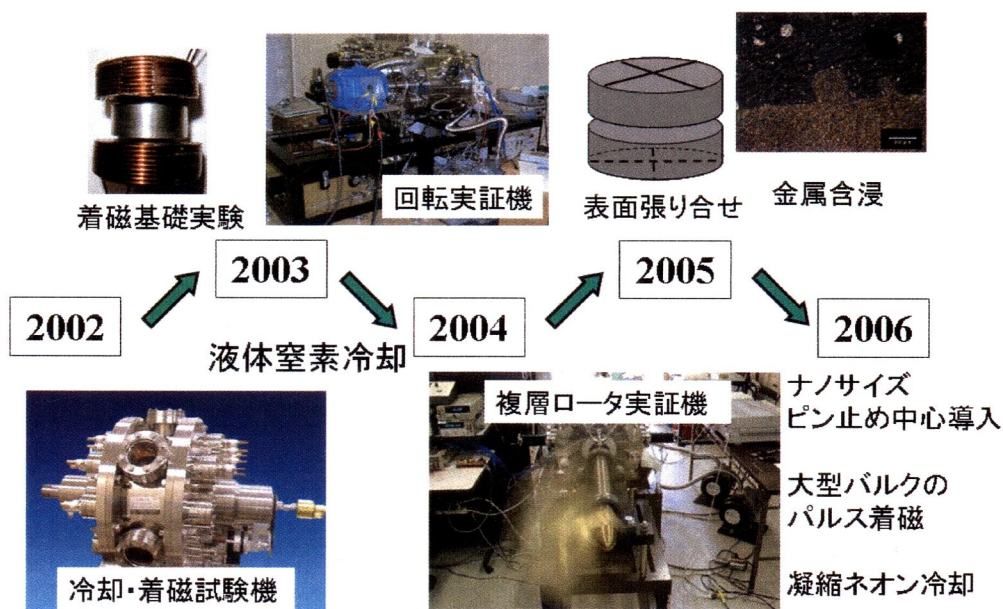 着磁基礎実験
回転実証機
表面張り合せ
金属含浸
2002
2003
2004
2005
2006
液体窒素冷却
冷却・着磁試験機
複層ロータ実証機
ナノサイズ
ピン止め中心導入
大型バルクの
パルス着磁
凝縮ネオン冷却